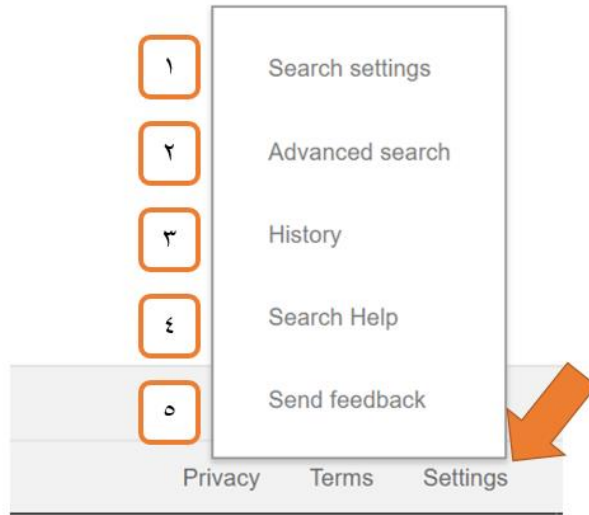 ١ Search settings
٢ Advanced search
٣ History
٤ Search Help
٥ Send feedback
Privacy Terms Settings